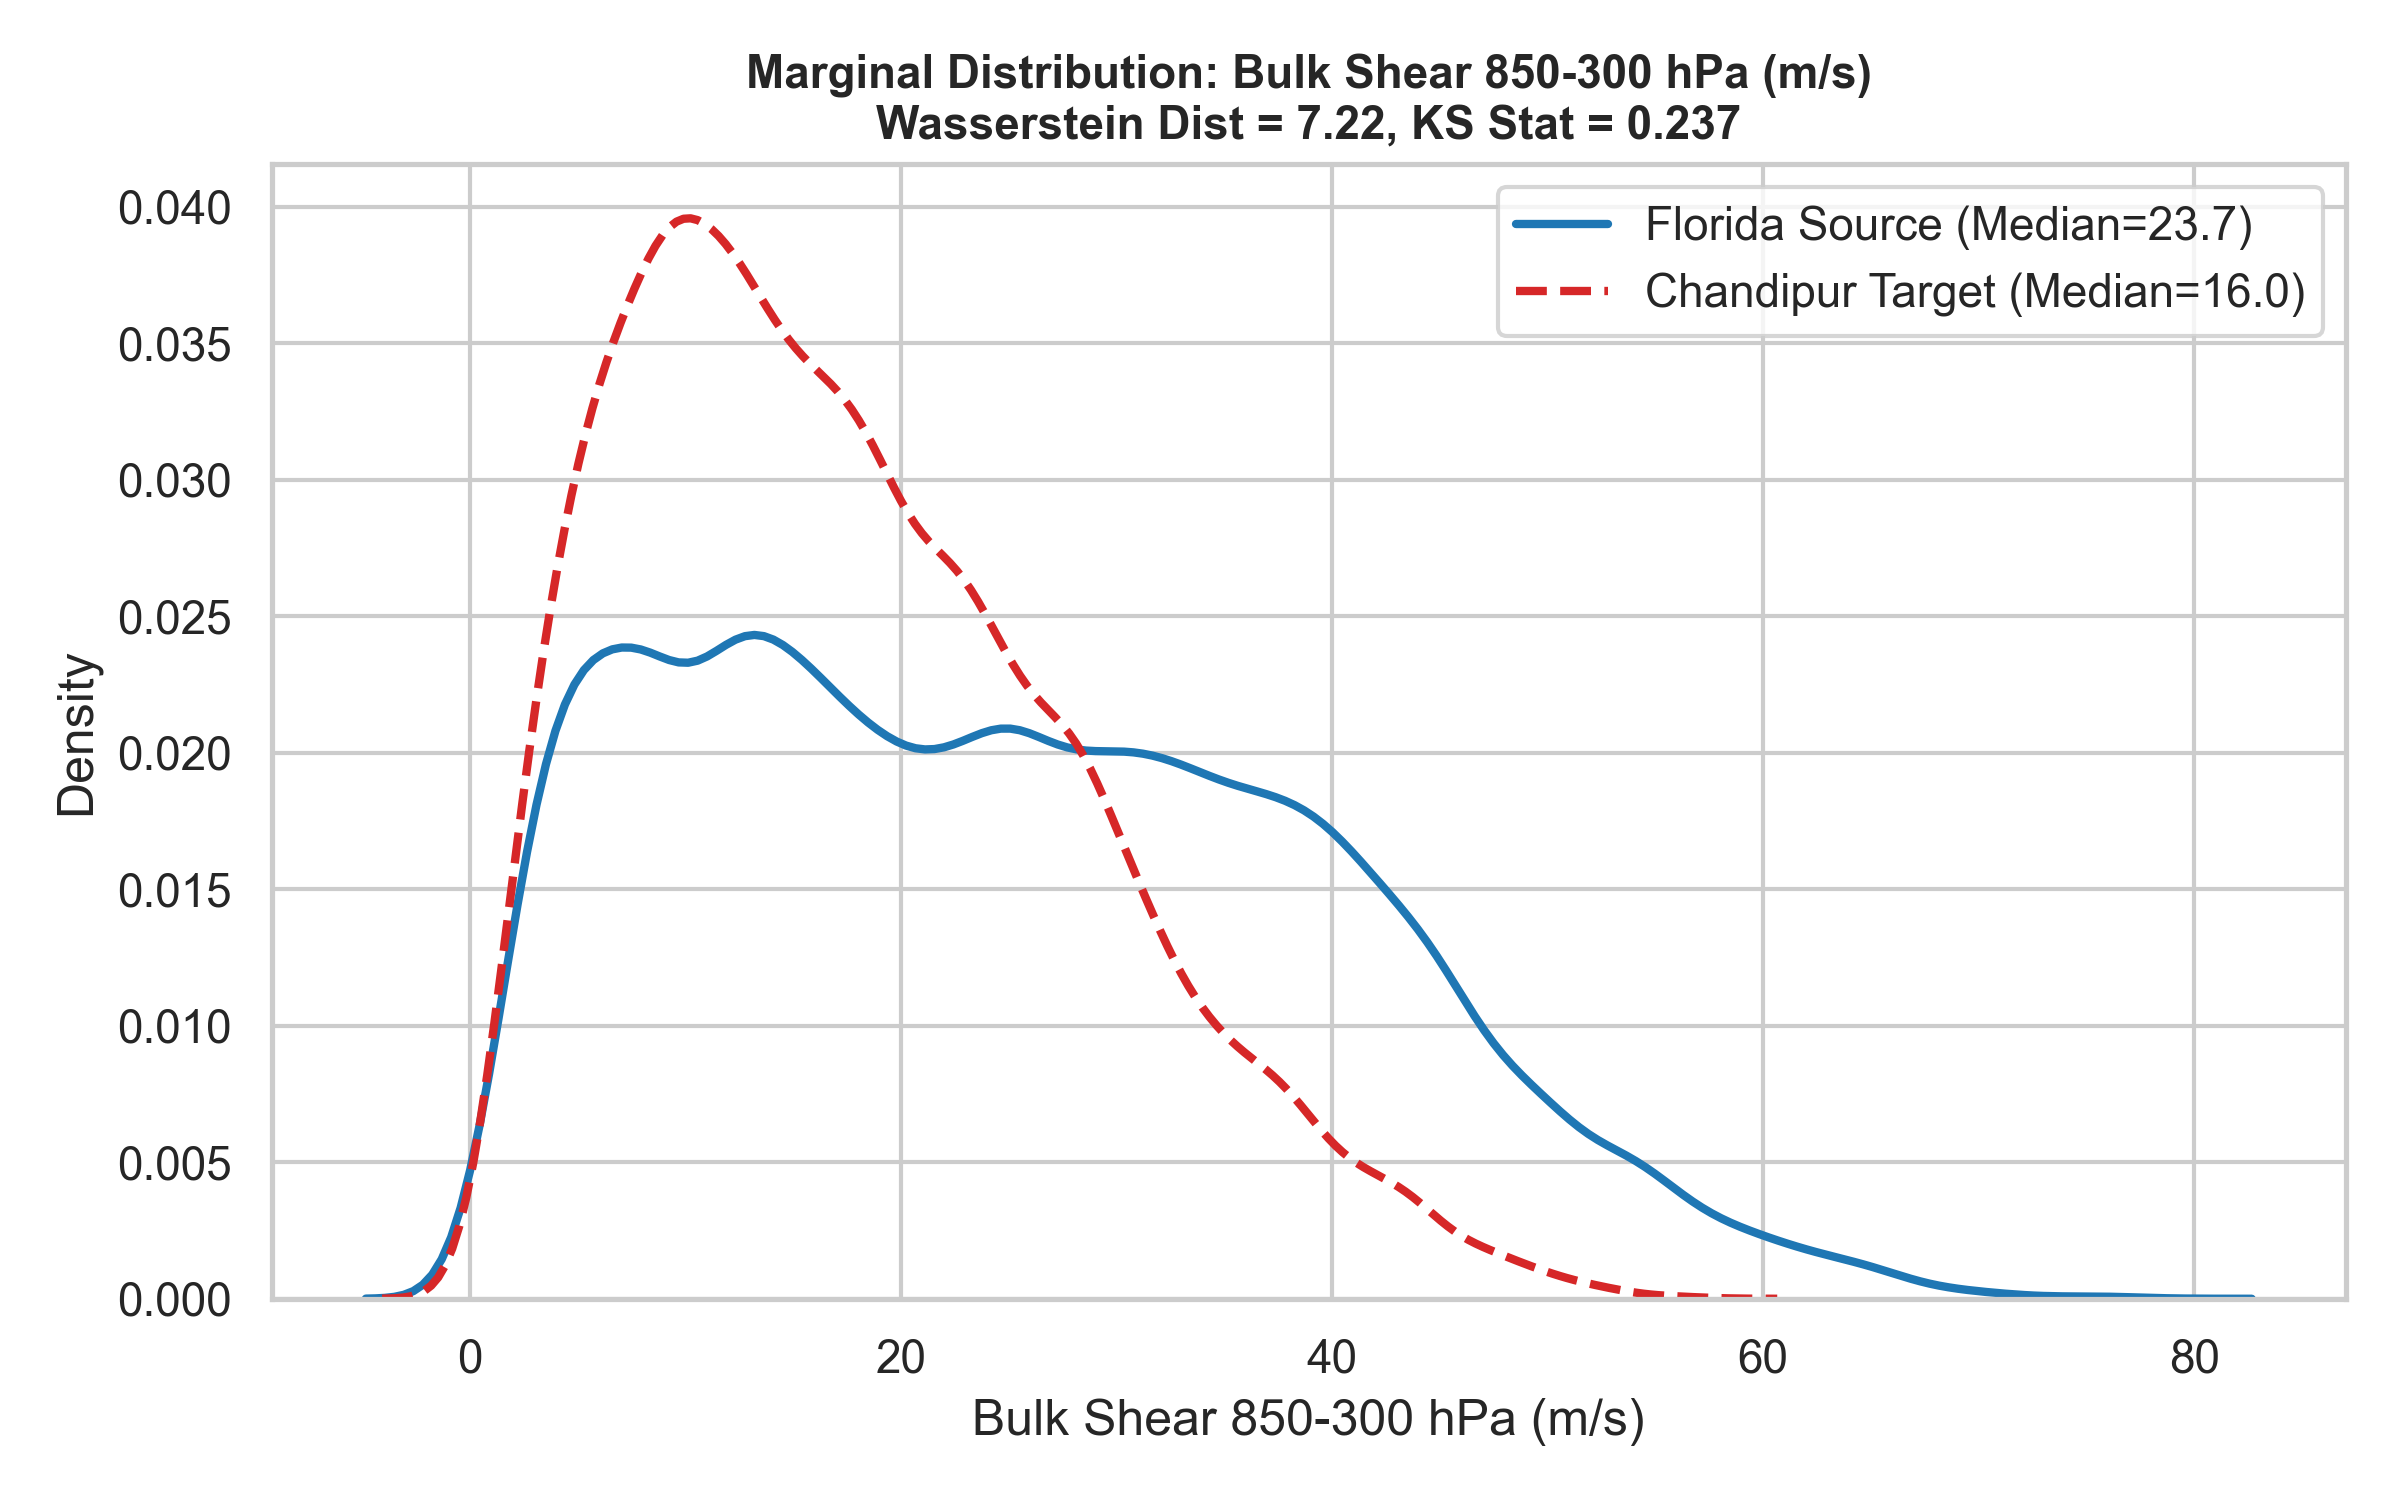 Marginal Distribution: Bulk Shear 850-300 hPa (m/s)
Wasserstein Dist = 7.22, KS Stat = 0.237
Florida Source (Median=23.7)
Chandipur Target (Median=16.0)
Density
0.040
0.035
0.030
0.025
0.020
0.015
0.010
0.005
0.000
0 20 40 60 80
Bulk Shear 850-300 hPa (m/s)